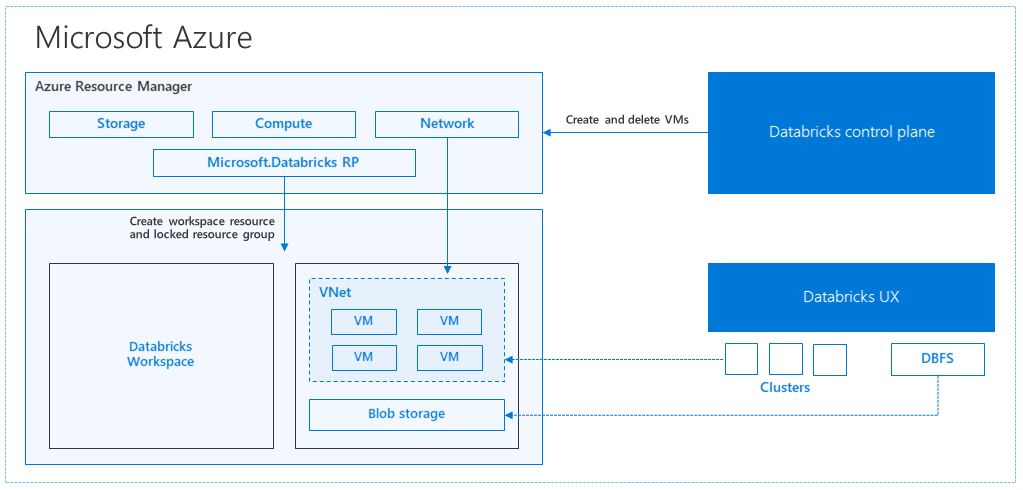 Microsoft Azure
Azure Resource Manager
Storage
Compute
Network
Microsoft.Databricks RP
Create and delete VMs
Databricks control plane
Create workspace resource
and locked resource group
Databricks
Workspace
VNet
VM
VM
VM
VM
Blob storage
Databricks UX
Clusters
DBFS